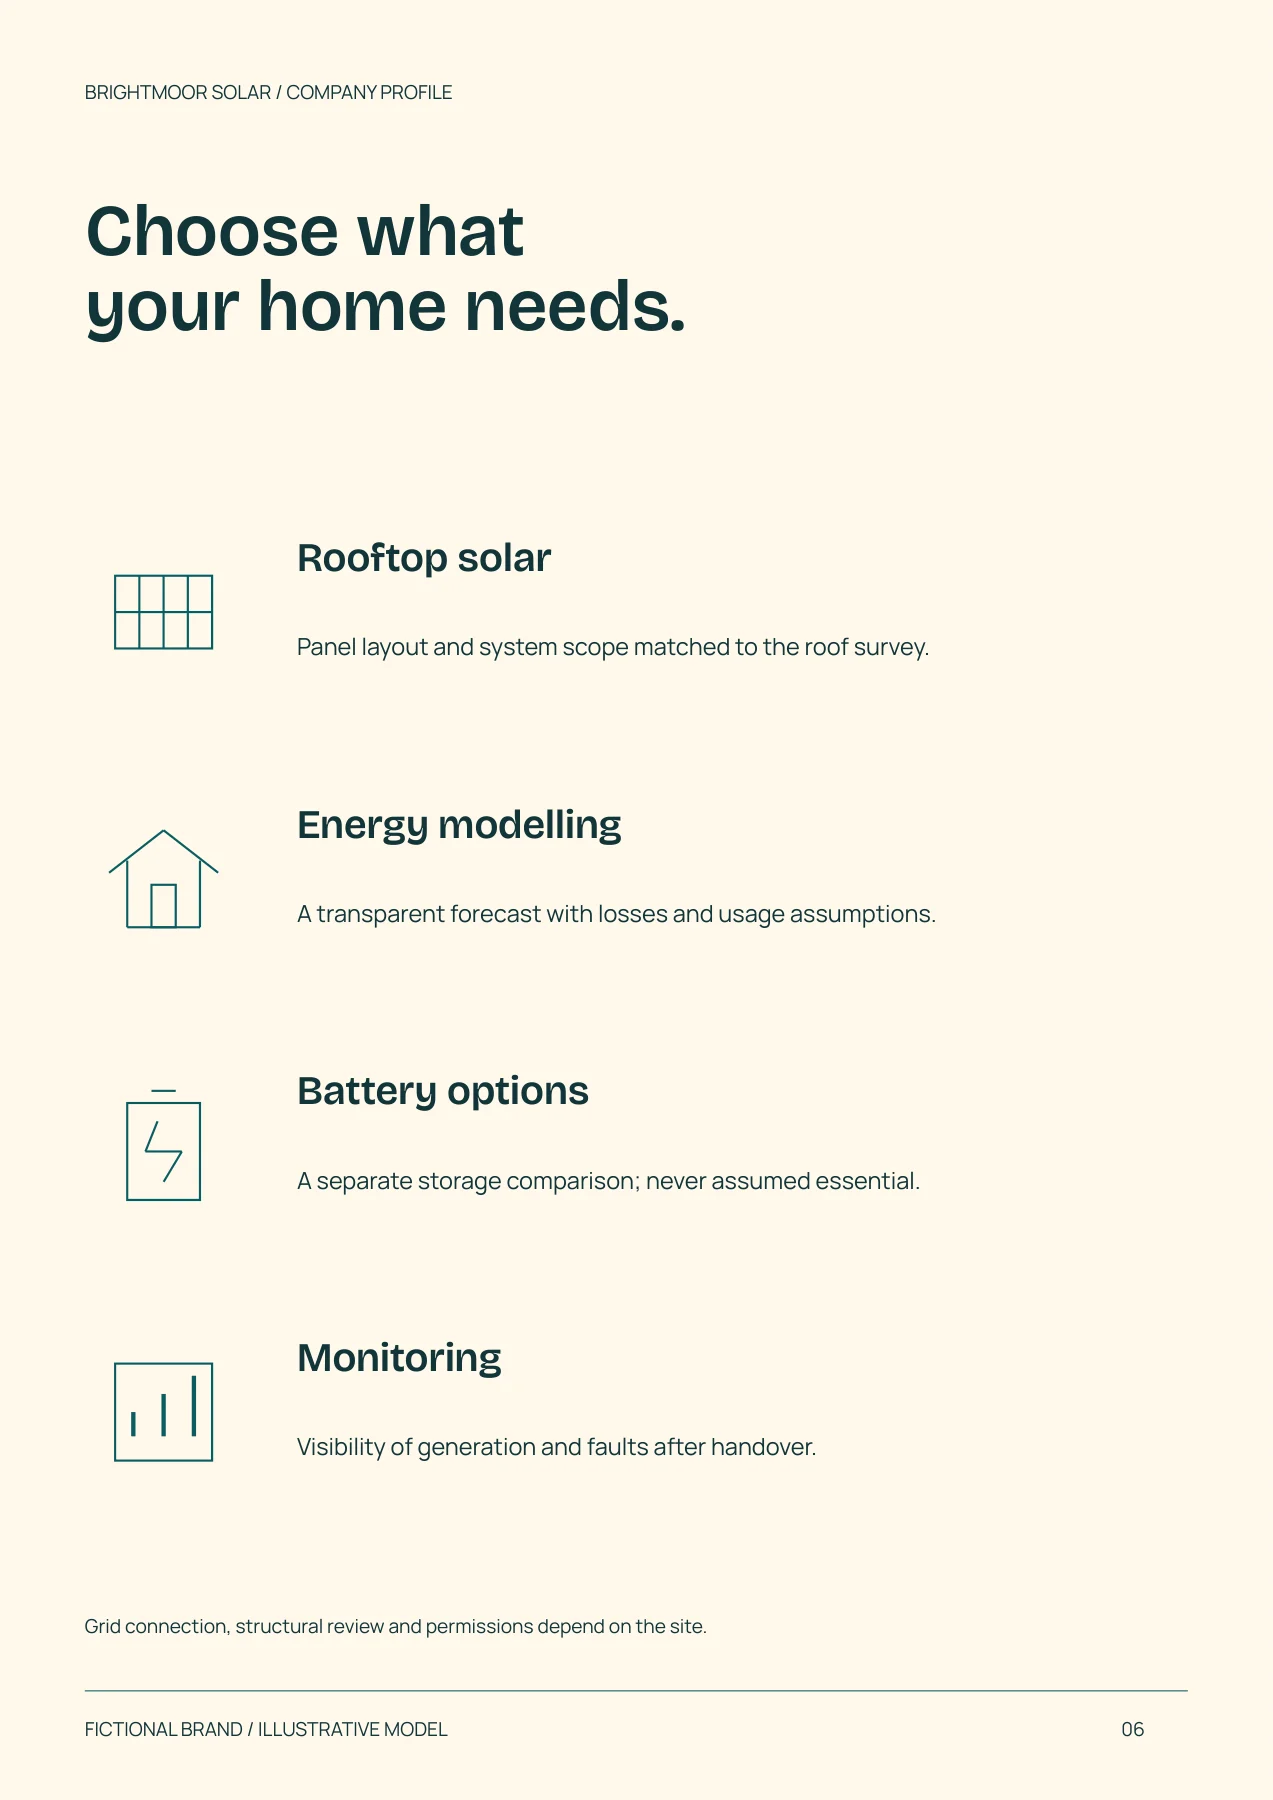 BRIGHTMOOR SOLAR / COMPANY PROFILE
Choose what
your home needs.
Rooftop solar
Panel layout and system scope matched to the roof survey.
Energy modelling
A transparent forecast with losses and usage assumptions.
Battery options
A separate storage comparison; never assumed essential.
Monitoring
Visibility of generation and faults after handover.
Grid connection, structural review and permissions depend on the site.
FICTIONAL BRAND / ILLUSTRATIVE MODEL
06